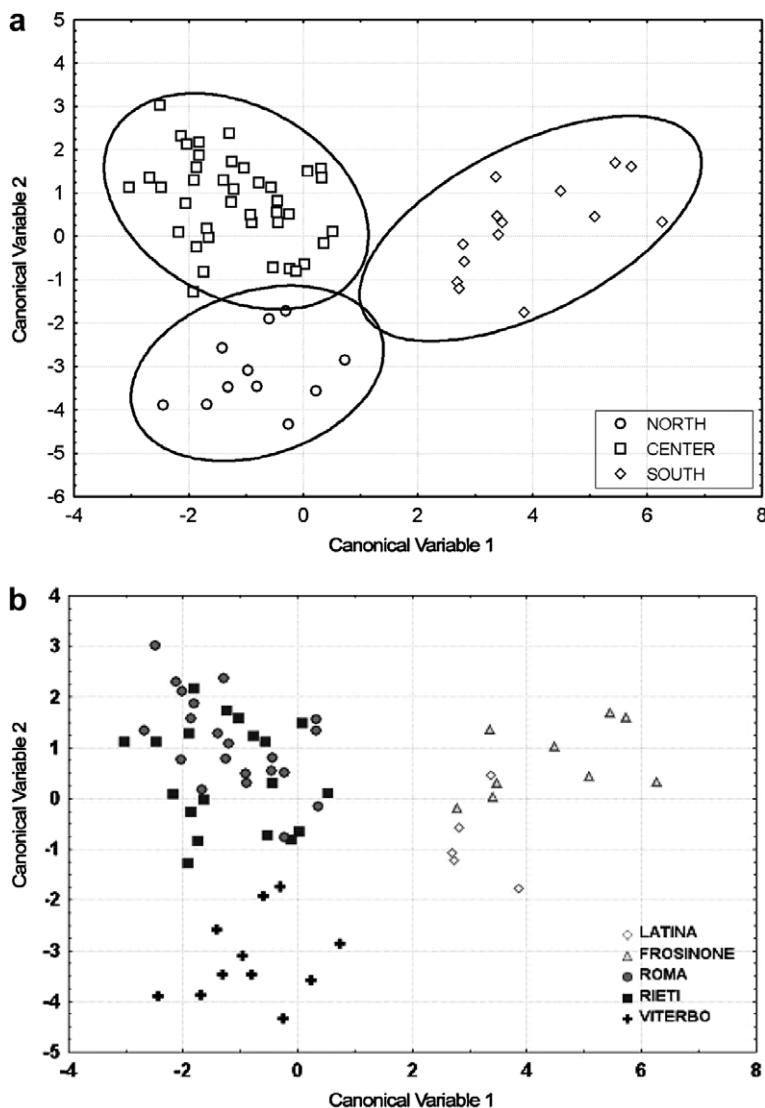 a
5
4
3
2
1
0
-1
-2
-3
-4
-5
-6
Canonical Variable 2
NORTH
CENTER
SOUTH
-4 -2 0 2 4 6 8
Canonical Variable 1
b
4
3
2
1
0
-1
-2
-3
-4
-5
Canonical Variable 2
LATINA
FROSINONE
ROMA
RIETI
VITERBO
-4 -2 0 2 4 6 8
Canonical Variable 1